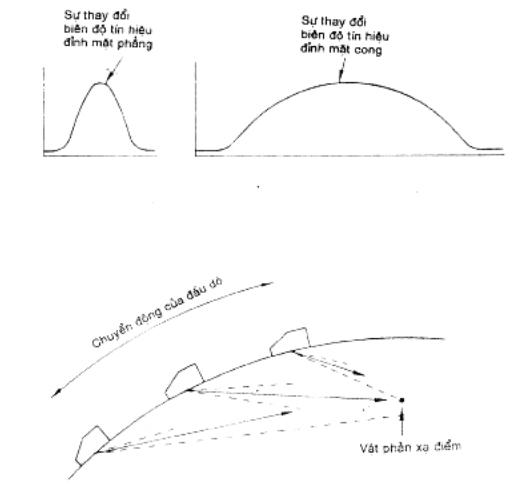 Sự thay đổi
biên độ tín hiệu
đỉnh mặt phẳng
Sự thay đổi
biên độ tín hiệu
đỉnh mặt cong
Chuyển động của đầu dò
Vật phản xạ điểm